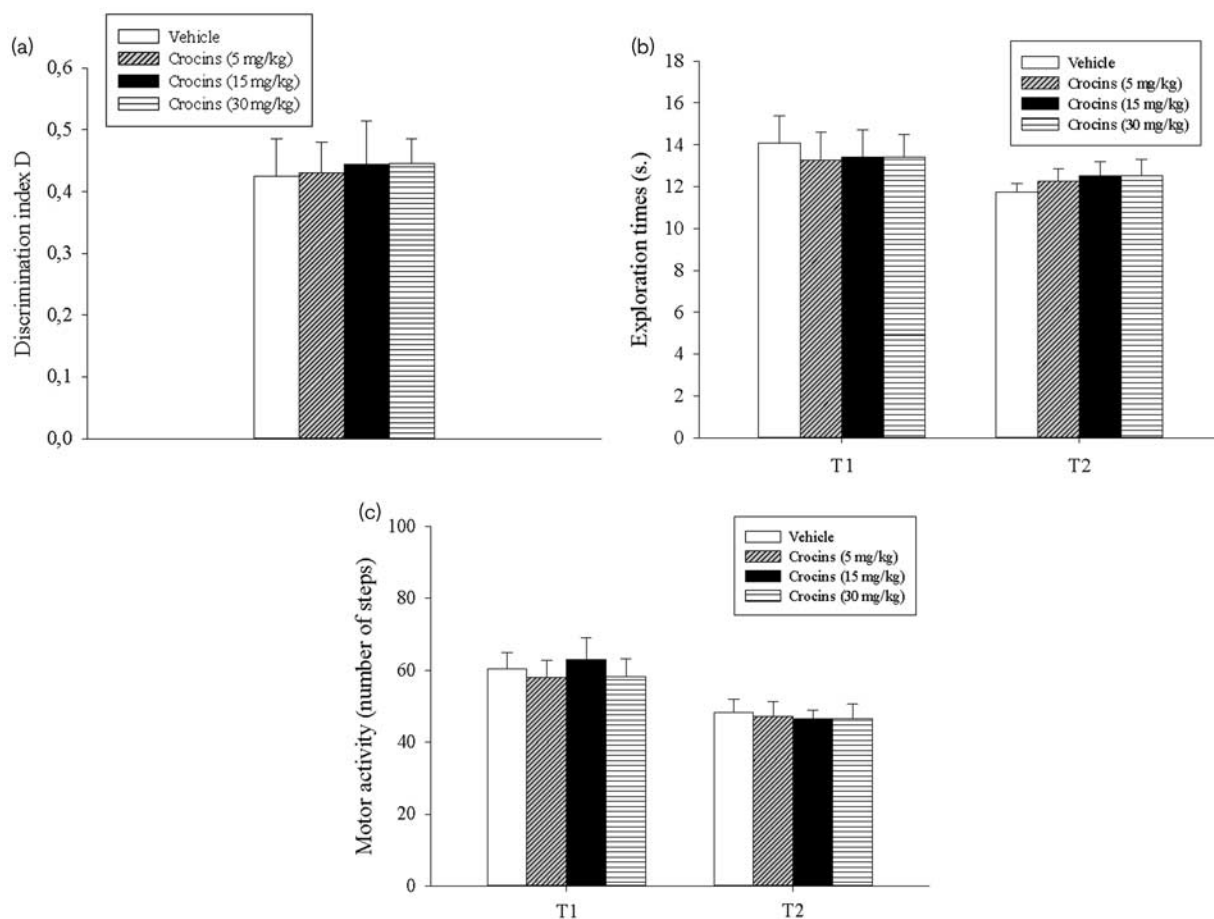 (a)
Vehicle
Crocins (5 mg/kg)
Crocins (15 mg/kg)
Crocins (30 mg/kg)
0,6
0,5
0,4
0,3
0,2
0,1
0,0
Discrimination index D
(b)
Vehicle
Crocins (5 mg/kg)
Crocins (15 mg/kg)
Crocins (30 mg/kg)
18
16
14
12
10
8
6
4
2
0
Exploration times (s.)
T1
T2
(c)
Vehicle
Crocins (5 mg/kg)
Crocins (15 mg/kg)
Crocins (30 mg/kg)
100
80
60
40
20
0
Motor activity (number of steps)
T1
T2